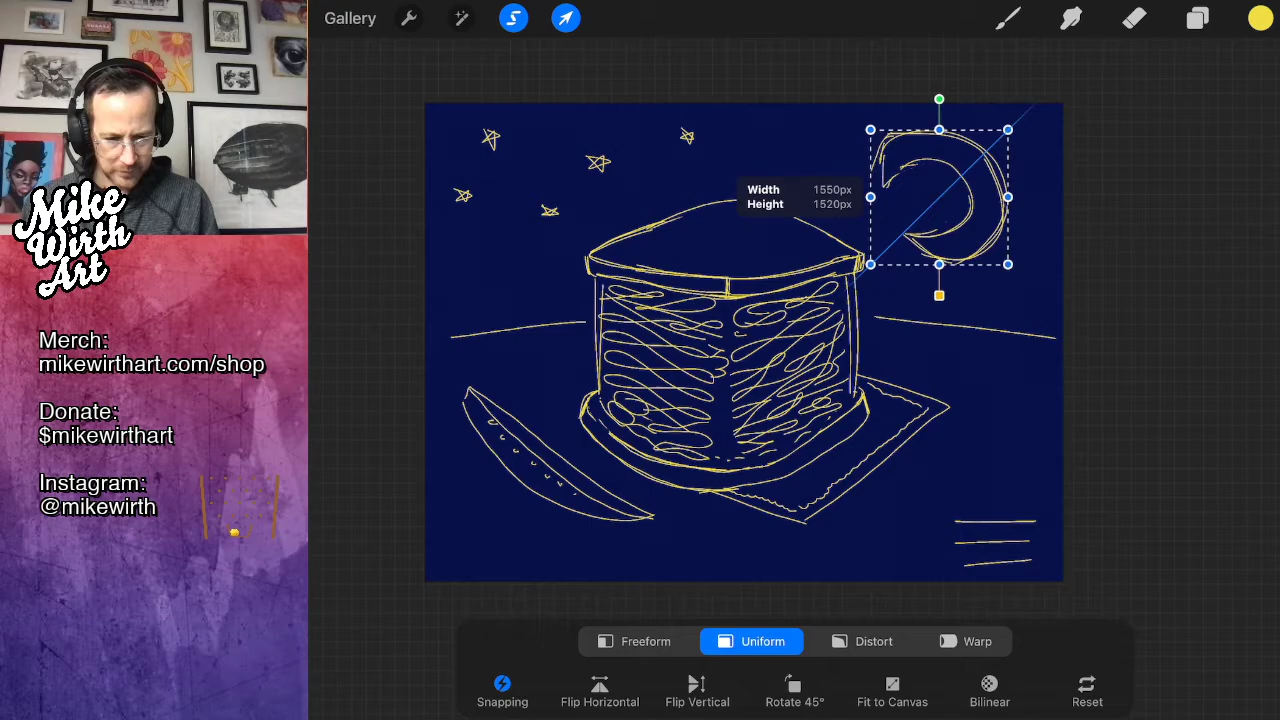 Gallery
Mike
Wirth
Art
Merch:
mikewirthart.com/shop
Donate:
$mikewirthart
Instagram:
@mikewirth
Width 1550px
Height 1520px
Freeform Uniform Distort Warp
Snapping Flip Horizontal Flip Vertical Rotate 45° Fit to Canvas Bilinear Reset